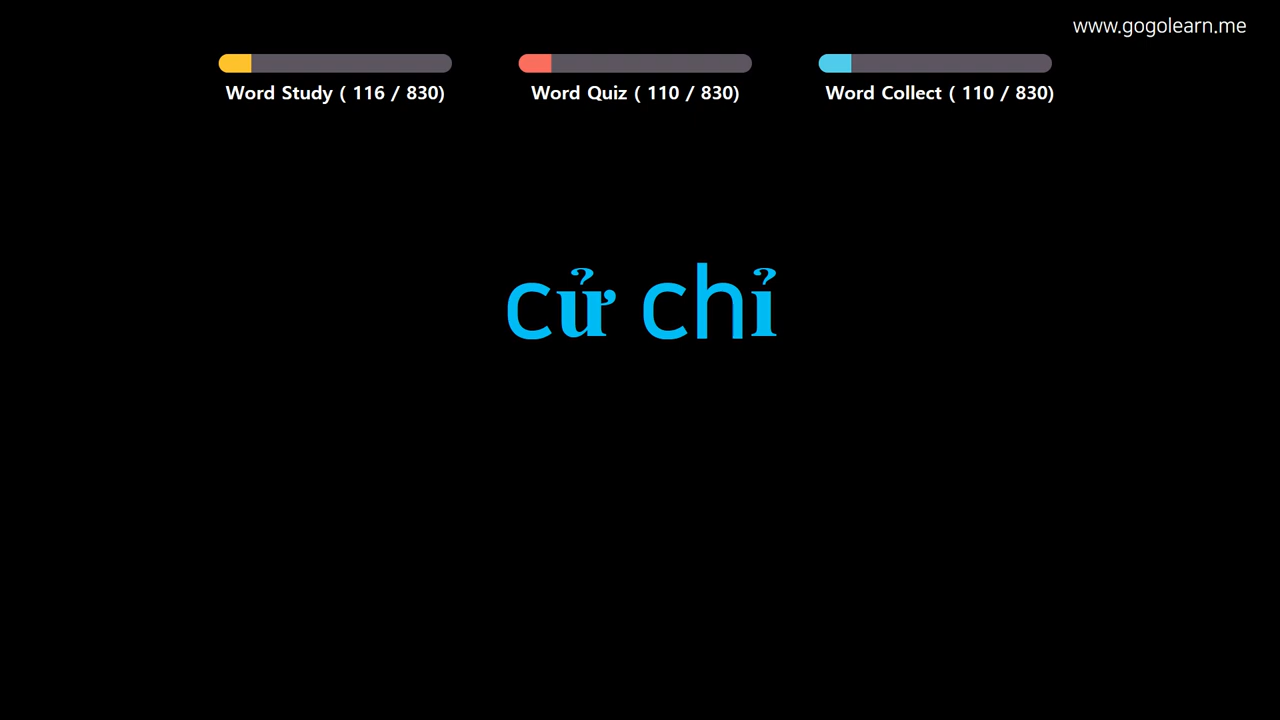 www.gogolearn.me
Word Study ( 116 / 830)
Word Quiz ( 110 / 830)
Word Collect ( 110 / 830)
cử chỉ